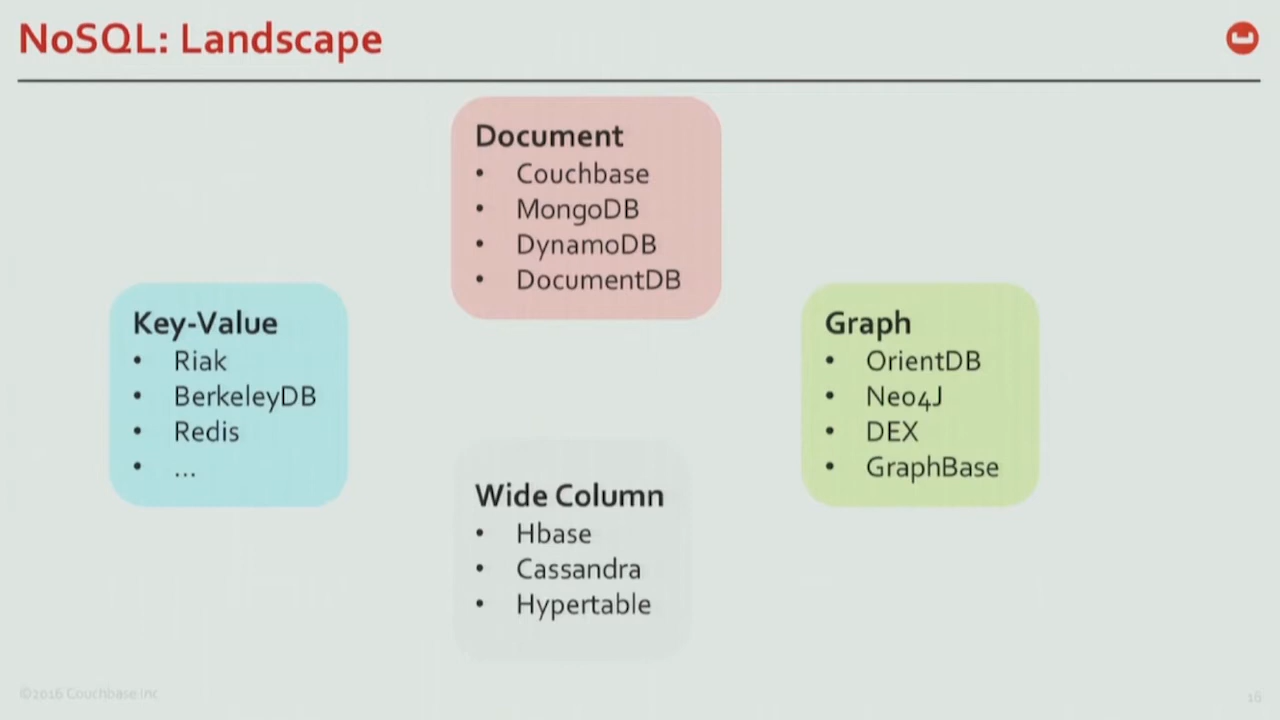 NoSQL: Landscape
Document
• Couchbase
• MongoDB
• DynamoDB
• DocumentDB
Key-Value
• Riak
• BerkeleyDB
• Redis
• ...
Graph
• OrientDB
• Neo4J
• DEX
• GraphBase
Wide Column
• Hbase
• Cassandra
• Hypertable
©2016 Couchbase Inc
16